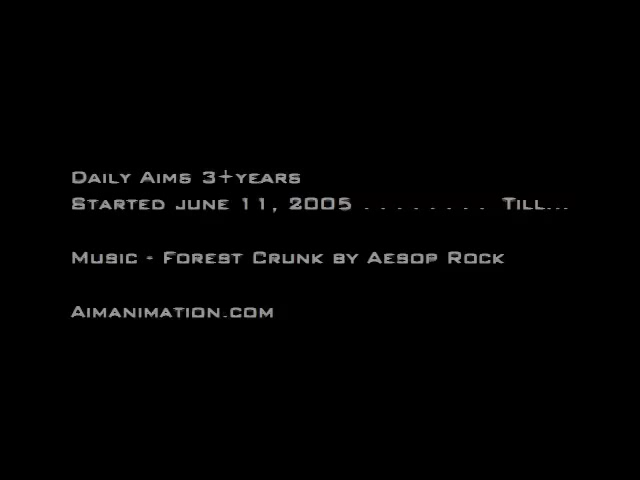 Daily Aims 3+years
Started june 11, 2005 . . . . . . . . Till...
Music - Forest Crunk by Aesop Rock
Aimanimation.com